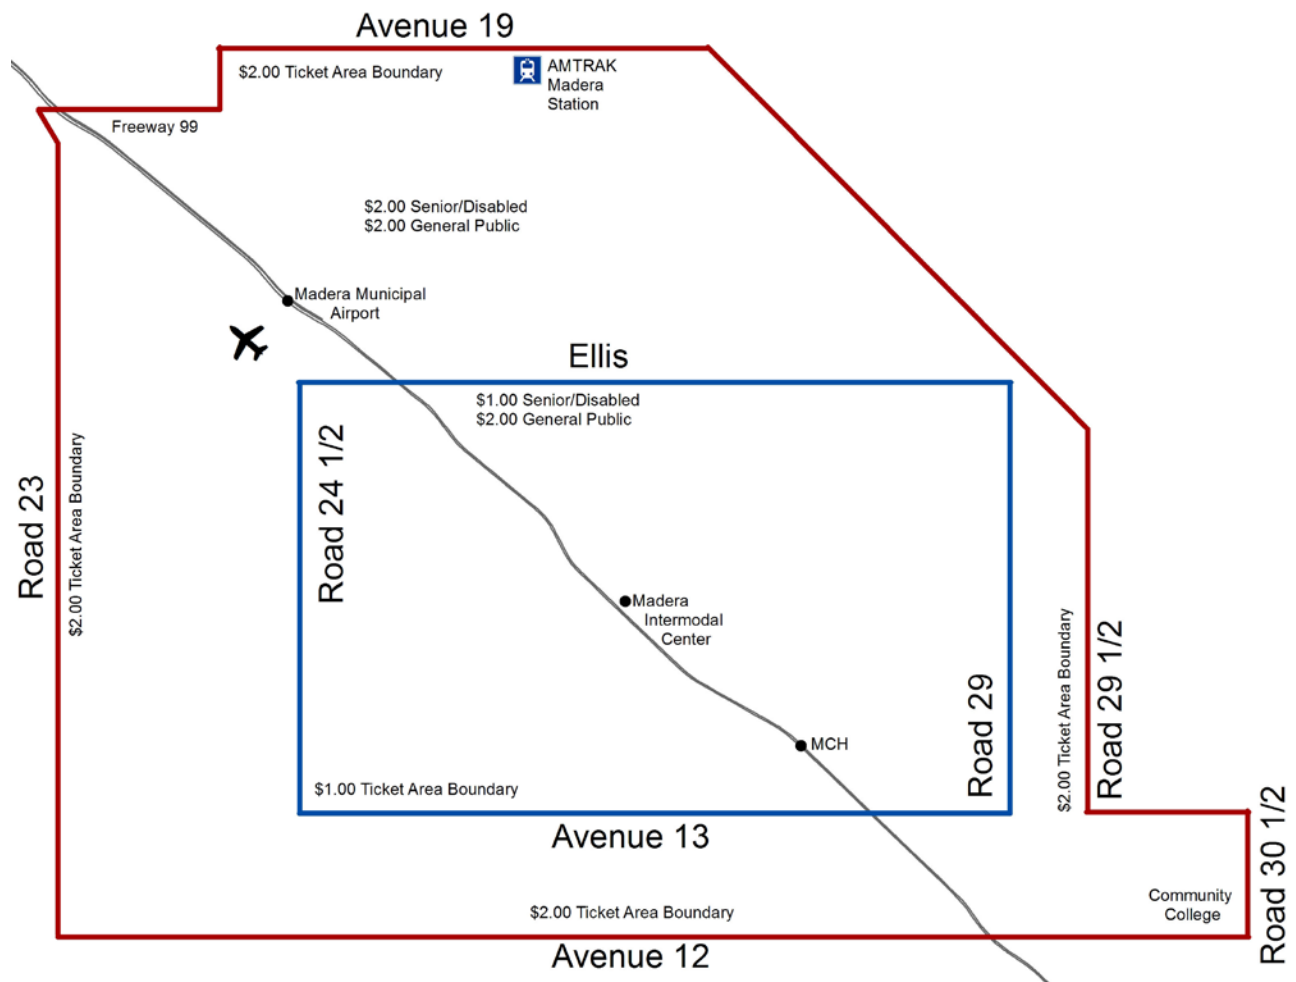 Avenue 19
$2.00 Ticket Area Boundary
AMTRAK
Madera
Station
Freeway 99
$2.00 Senior/Disabled
$2.00 General Public
Madera Municipal
Airport
Ellis
$1.00 Senior/Disabled
$2.00 General Public
Road 24 1/2
Road 23
$2.00 Ticket Area Boundary
Madera
Intermodal
Center
$2.00 Ticket Area Boundary
Road 29 1/2
Road 29
MCH
$1.00 Ticket Area Boundary
Avenue 13
Road 30 1/2
Community
College
$2.00 Ticket Area Boundary
Avenue 12